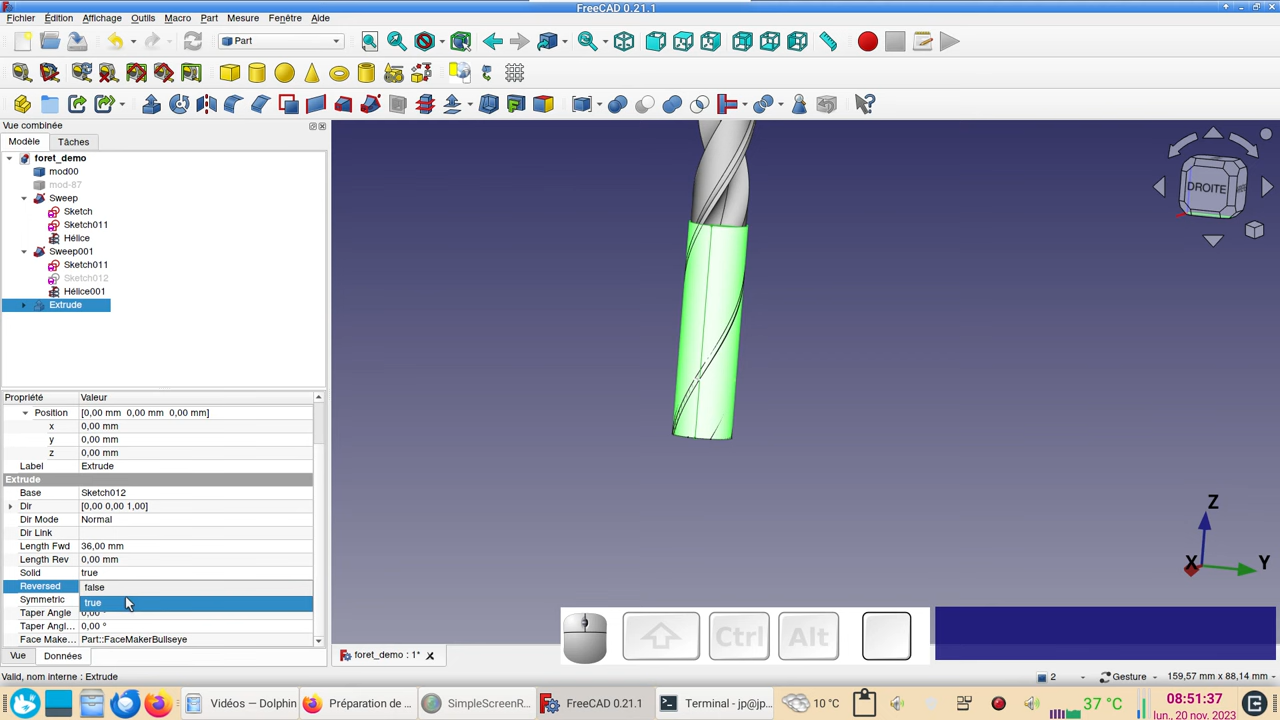 FreeCAD 0.21.1
Fichier Édition Affichage Outils Macro Part Mesure Fenêtre Aide
Part
Vue combinée
Modèle Tâches
foret_demo
mod00
mod-87
Sweep
Sketch
Sketch011
Hélice
Sweep001
Sketch011
Sketch012
Hélice001
Extrude
Propriété Valeur
Position [0,00 mm 0,00 mm 0,00 mm]
x 0,00 mm
y 0,00 mm
z 0,00 mm
Label Extrude
Extrude
Base Sketch012
Dir [0,00 0,00 1,00]
Dir Mode Normal
Dir Link
Length Fwd 36,00 mm
Length Rev 0,00 mm
Solid true
Reversed false
Symmetric true
Taper Angle 0,00 °
Taper Angl... 0,00 °
Face Make... Part::FaceMakerBullseye
Vue Données
DROITE
Z
X Y
Ctrl Alt
foret_demo : 1*
Valid, nom interne : Extrude
2 Gesture 159,57 mm x 88,14 mm
Vidéos — Dolphin
Préparation de ...
SimpleScreenR...
FreeCAD 0.21.1
Terminal - jp@jp...
10 °C
37 °C
08:51:37
lun., 20 nov. 2023